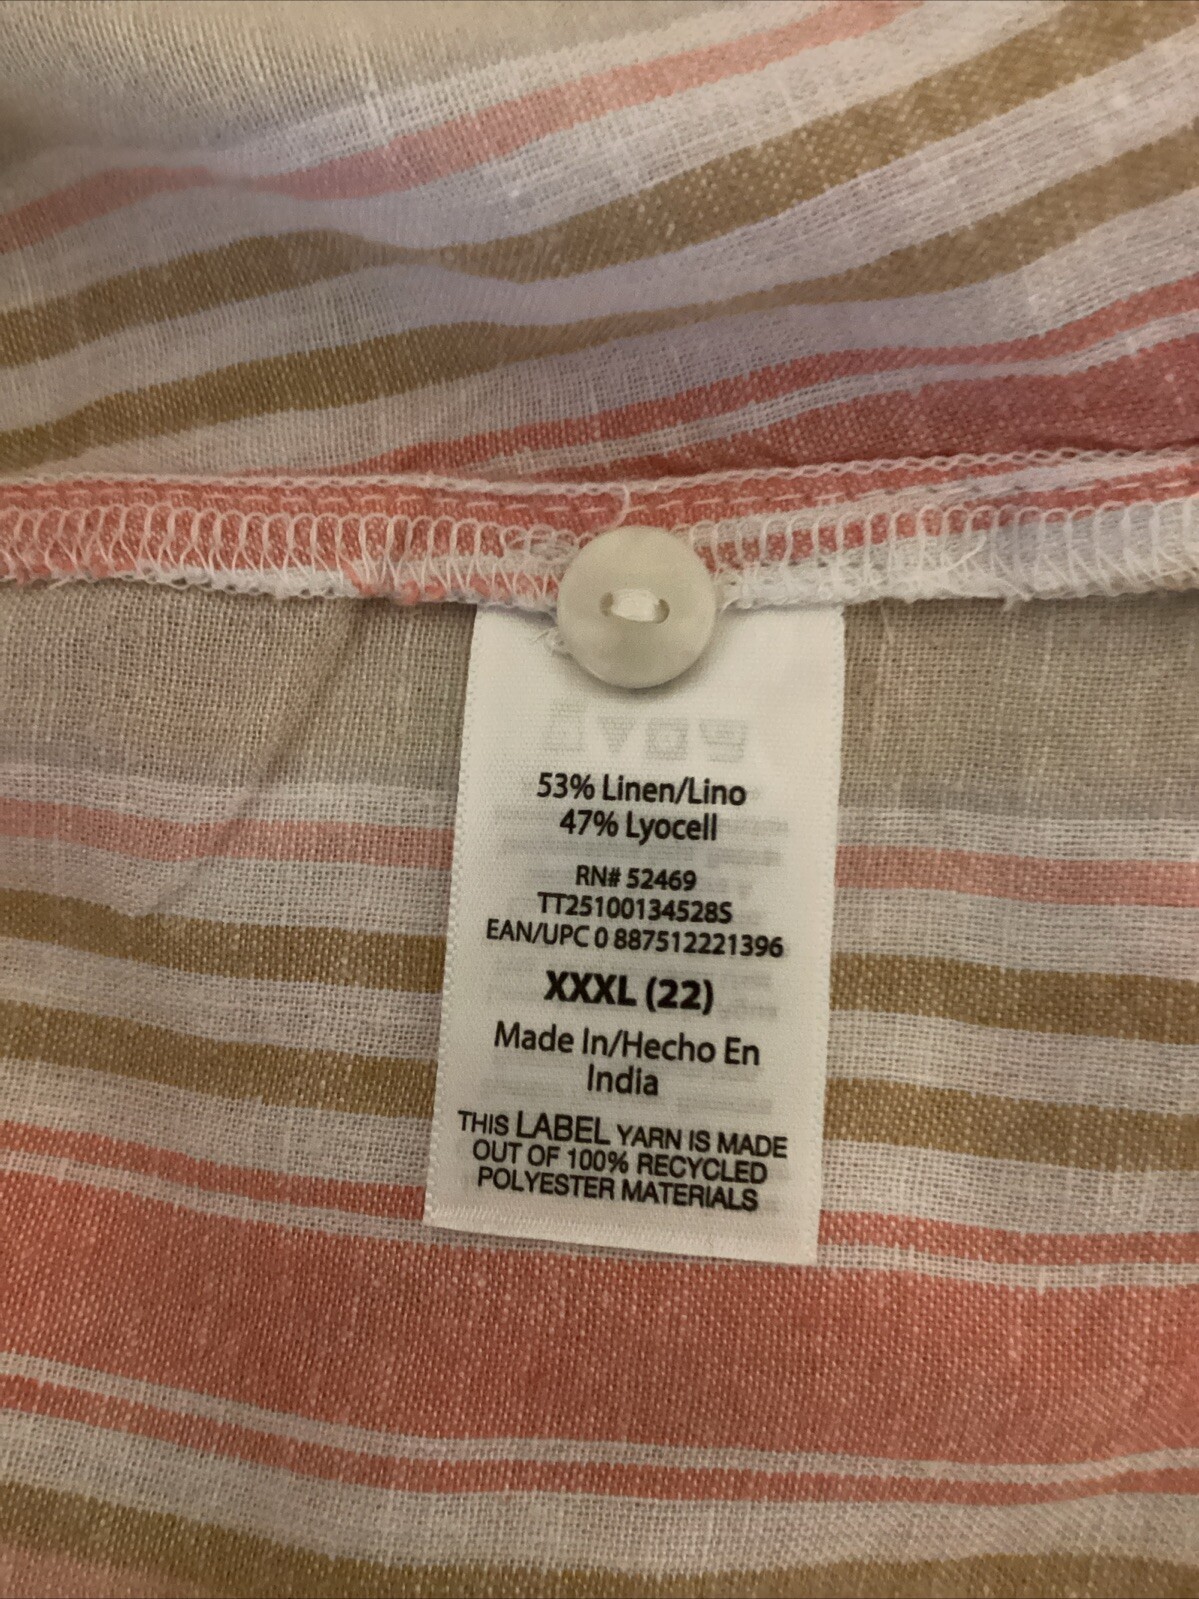 53% Linen/Lino
47% Lyocell
RN# 52469
TT25100134528S
EAN/UPC 0 887512221396
XXXL (22)
Made In/Hecho En
India
THIS LABEL YARN IS MADE
OUT OF 100% RECYCLED
POLYESTER MATERIALS